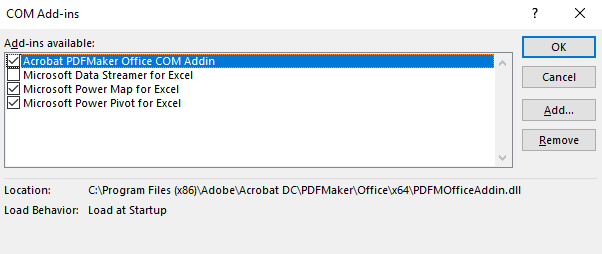 COM Add-ins
Add-ins available:
Acrobat PDFMaker Office COM Addin
Microsoft Data Streamer for Excel
Microsoft Power Map for Excel
Microsoft Power Pivot for Excel
OK
Cancel
Add...
Remove
Location: C:\Program Files (x86)\Adobe\Acrobat DC\PDFMaker\Office\x64\PDFMOfficeAddin.dll
Load Behavior: Load at Startup